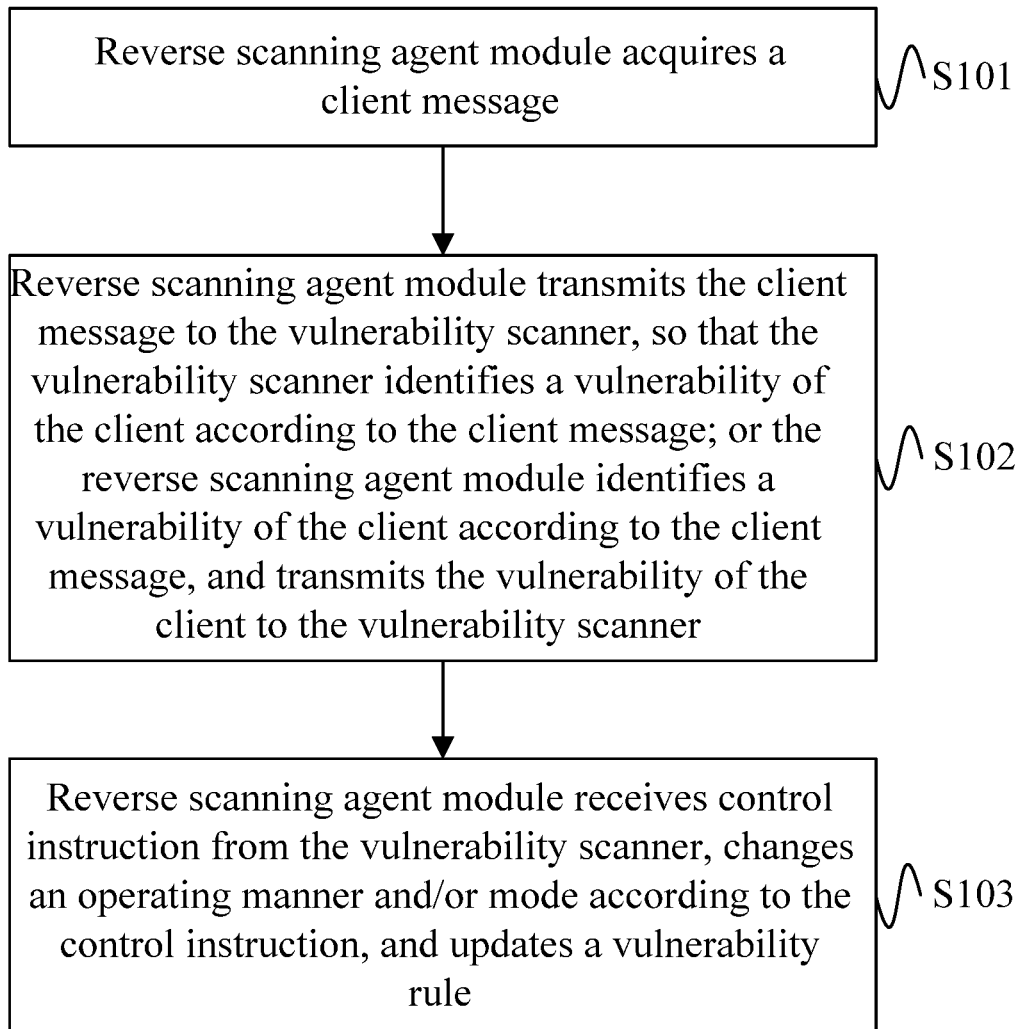 Reverse scanning agent module acquires a
client message
S101
Reverse scanning agent module transmits the client
message to the vulnerability scanner, so that the
vulnerability scanner identifies a vulnerability of
the client according to the client message; or the
reverse scanning agent module identifies a
vulnerability of the client according to the client
message, and transmits the vulnerability of the
client to the vulnerability scanner
S102
Reverse scanning agent module receives control
instruction from the vulnerability scanner, changes
an operating manner and/or mode according to the
control instruction, and updates a vulnerability
rule
S103